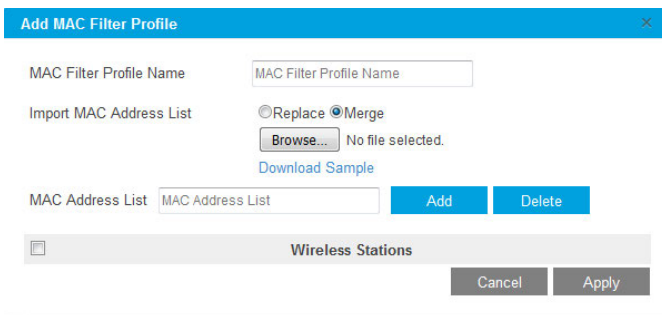 Add MAC Filter Profile
MAC Filter Profile Name MAC Filter Profile Name
Import MAC Address List Replace Merge
Browse... No file selected.
Download Sample
MAC Address List MAC Address List Add Delete
Wireless Stations
Cancel Apply